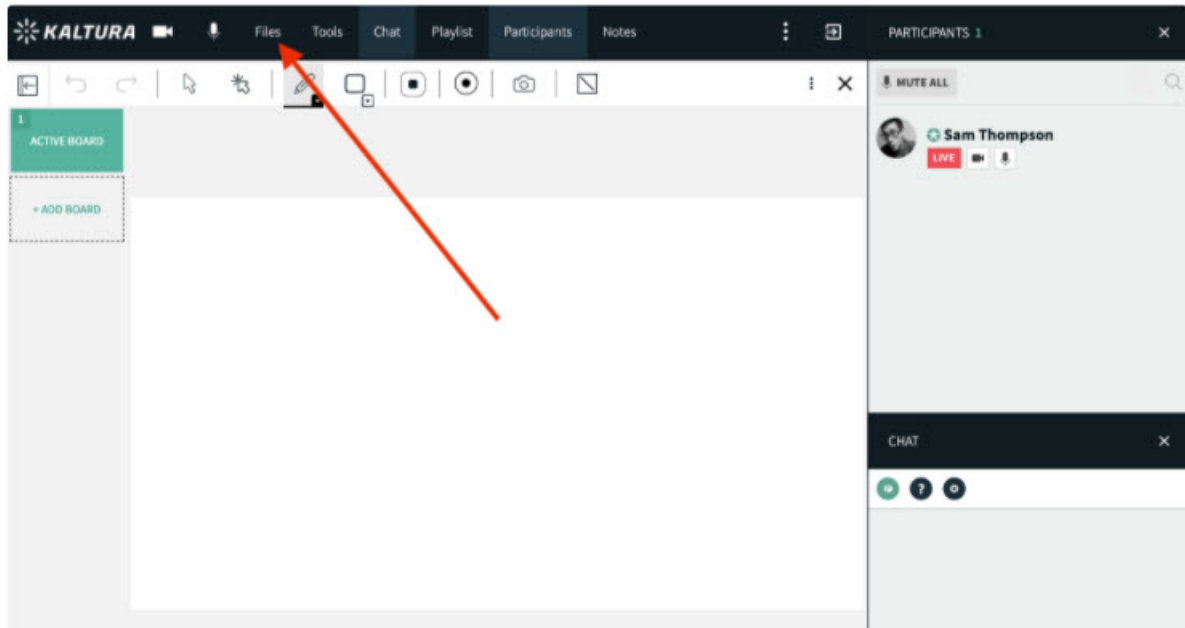 KALTURA Files Tools Chat Playlist Participants Notes PARTICIPANTS 1
MUTE ALL
1
ACTIVE BOARD
Sam Thompson
LIVE
+ ADD BOARD
CHAT
?